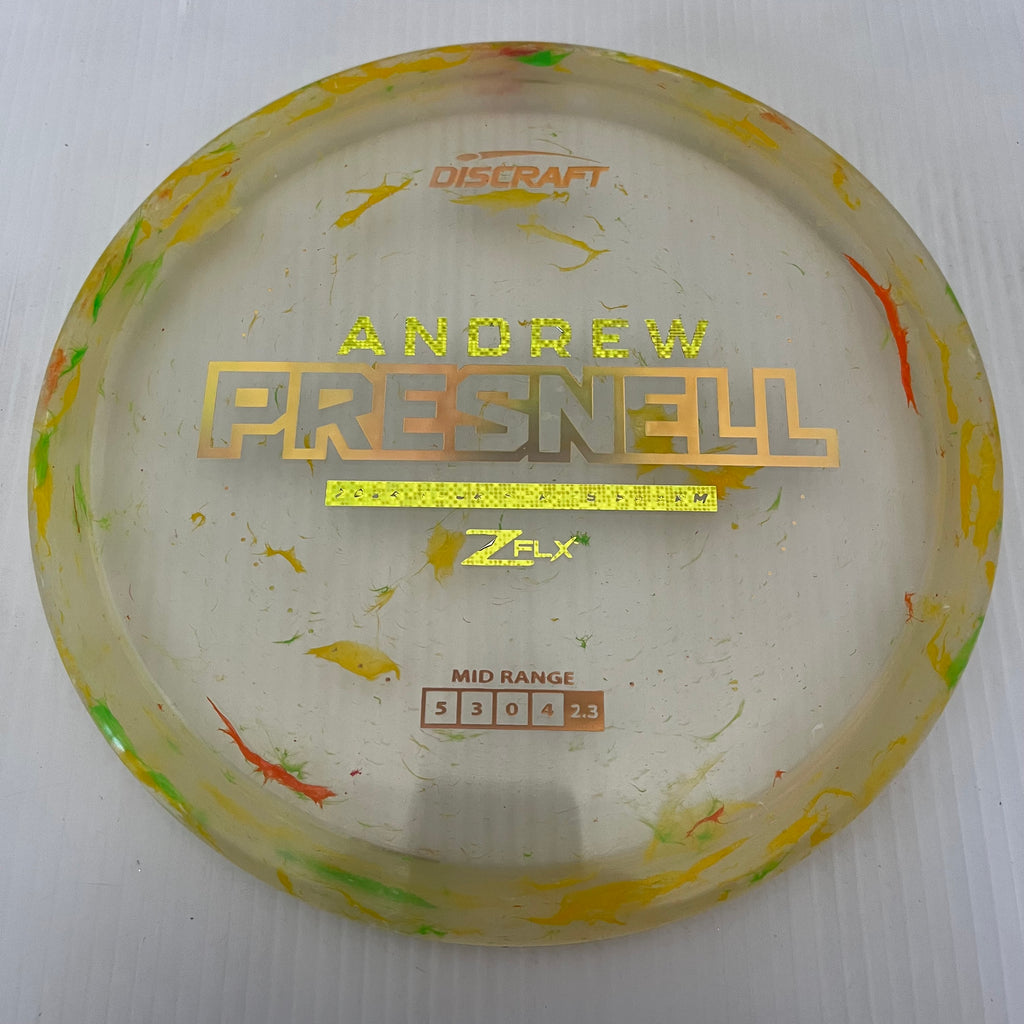 DISCRAFT
ANDREW
PRESNELL
Z FLX
MID RANGE
5 3 0 4 2.3